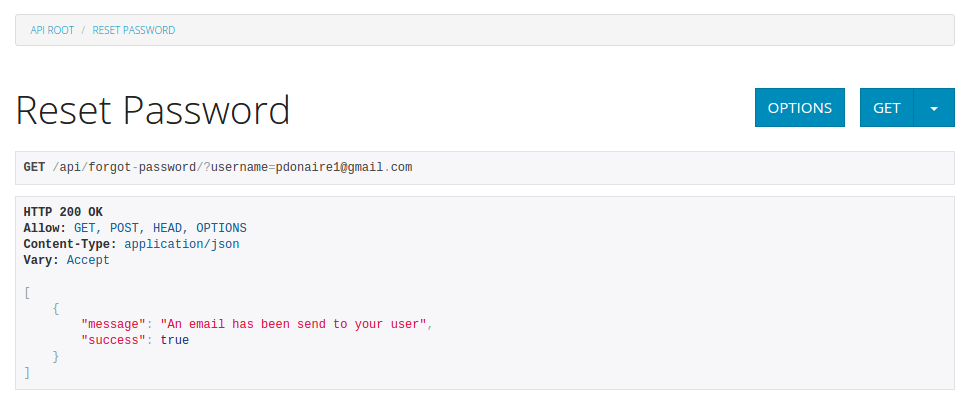 API ROOT / RESET PASSWORD
Reset Password
OPTIONS GET
GET /api/forgot-password/?username=pdonaire1@gmail.com
HTTP 200 OK
Allow: GET, POST, HEAD, OPTIONS
Content-Type: application/json
Vary: Accept
[
    {
        "message": "An email has been send to your user",
        "success": true
    }
]